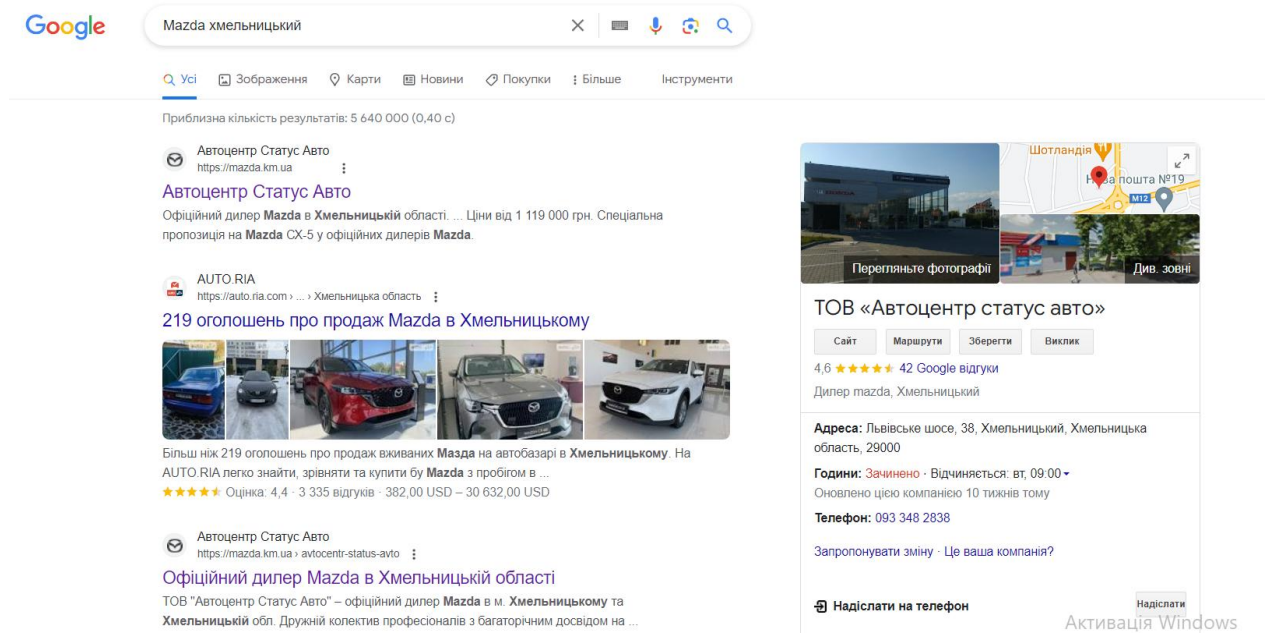 Google
Mazda хмельницький
Усі
Зображення
Карти
Новини
Покупки
Більше
Інструменти
Приблизна кількість результатів: 5 640 000 (0,40 с)
Автоцентр Статус Авто
https://mazda.km.ua
Автоцентр Статус Авто
Офіційний дилер Mazda в Хмельницькій області. ... Ціни від 1 119 000 грн. Спеціальна
пропозиція на Mazda CX-5 у офіційних дилерів Mazda.
AUTO.RIA
https://auto.ria.com › ... › Хмельницька область
219 оголошень про продаж Mazda в Хмельницькому
Більш ніж 219 оголошень про продаж вживаних Мазда на автобазарі в Хмельницькому. На
AUTO.RIA легко знайти, зрівняти та купити бу Mazda з пробігом в ...
Оцінка: 4,4 · 3 335 відгуків · 382,00 USD – 30 632,00 USD
Автоцентр Статус Авто
https://mazda.km.ua › avtocentr-status-avto
Офіційний дилер Mazda в Хмельницькій області
ТОВ "Автоцентр Статус Авто" – офіційний дилер Mazda в м. Хмельницькому та
Хмельницькій обл. Дружній колектив професіоналів з багаторічним досвідом на ...
Шотландія
Нова пошта №19
M12
Перегляньте фотографії
Див. зовні
ТОВ «Автоцентр статус авто»
Сайт
Маршрути
Зберегти
Виклик
4,6
42 Google відгуки
Дилер mazda, Хмельницький
Адреса: Львівське шосе, 38, Хмельницький, Хмельницька
область, 29000
Години: Зачинено · Відчиняється: вт, 09:00
Оновлено цією компанією 10 тижнів тому
Телефон: 093 348 2838
Запропонувати зміну · Це ваша компанія?
Надіслати на телефон
Надіслати
Активація Windows